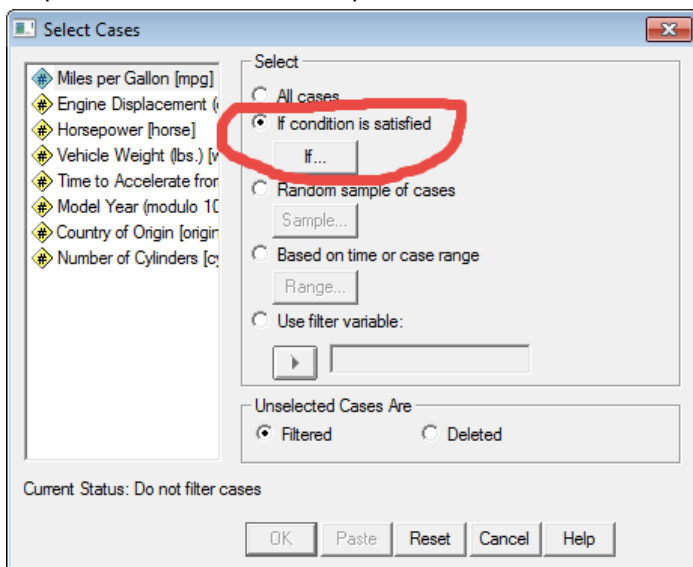 Select Cases
Miles per Gallon [mpg]
Engine Displacement (
Horsepower [horse]
Vehicle Weight (lbs.) [w
Time to Accelerate from
Model Year (modulo 10
Country of Origin [origin
Number of Cylinders [cy
Select
All cases
If condition is satisfied
If...
Random sample of cases
Sample...
Based on time or case range
Range...
Use filter variable:
Unselected Cases Are
Filtered
Deleted
Current Status: Do not filter cases
OK
Paste
Reset
Cancel
Help